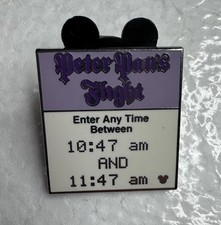 Peter Pan's
Flight
Enter Any Time
Between
10:47 am
AND
11:47 am